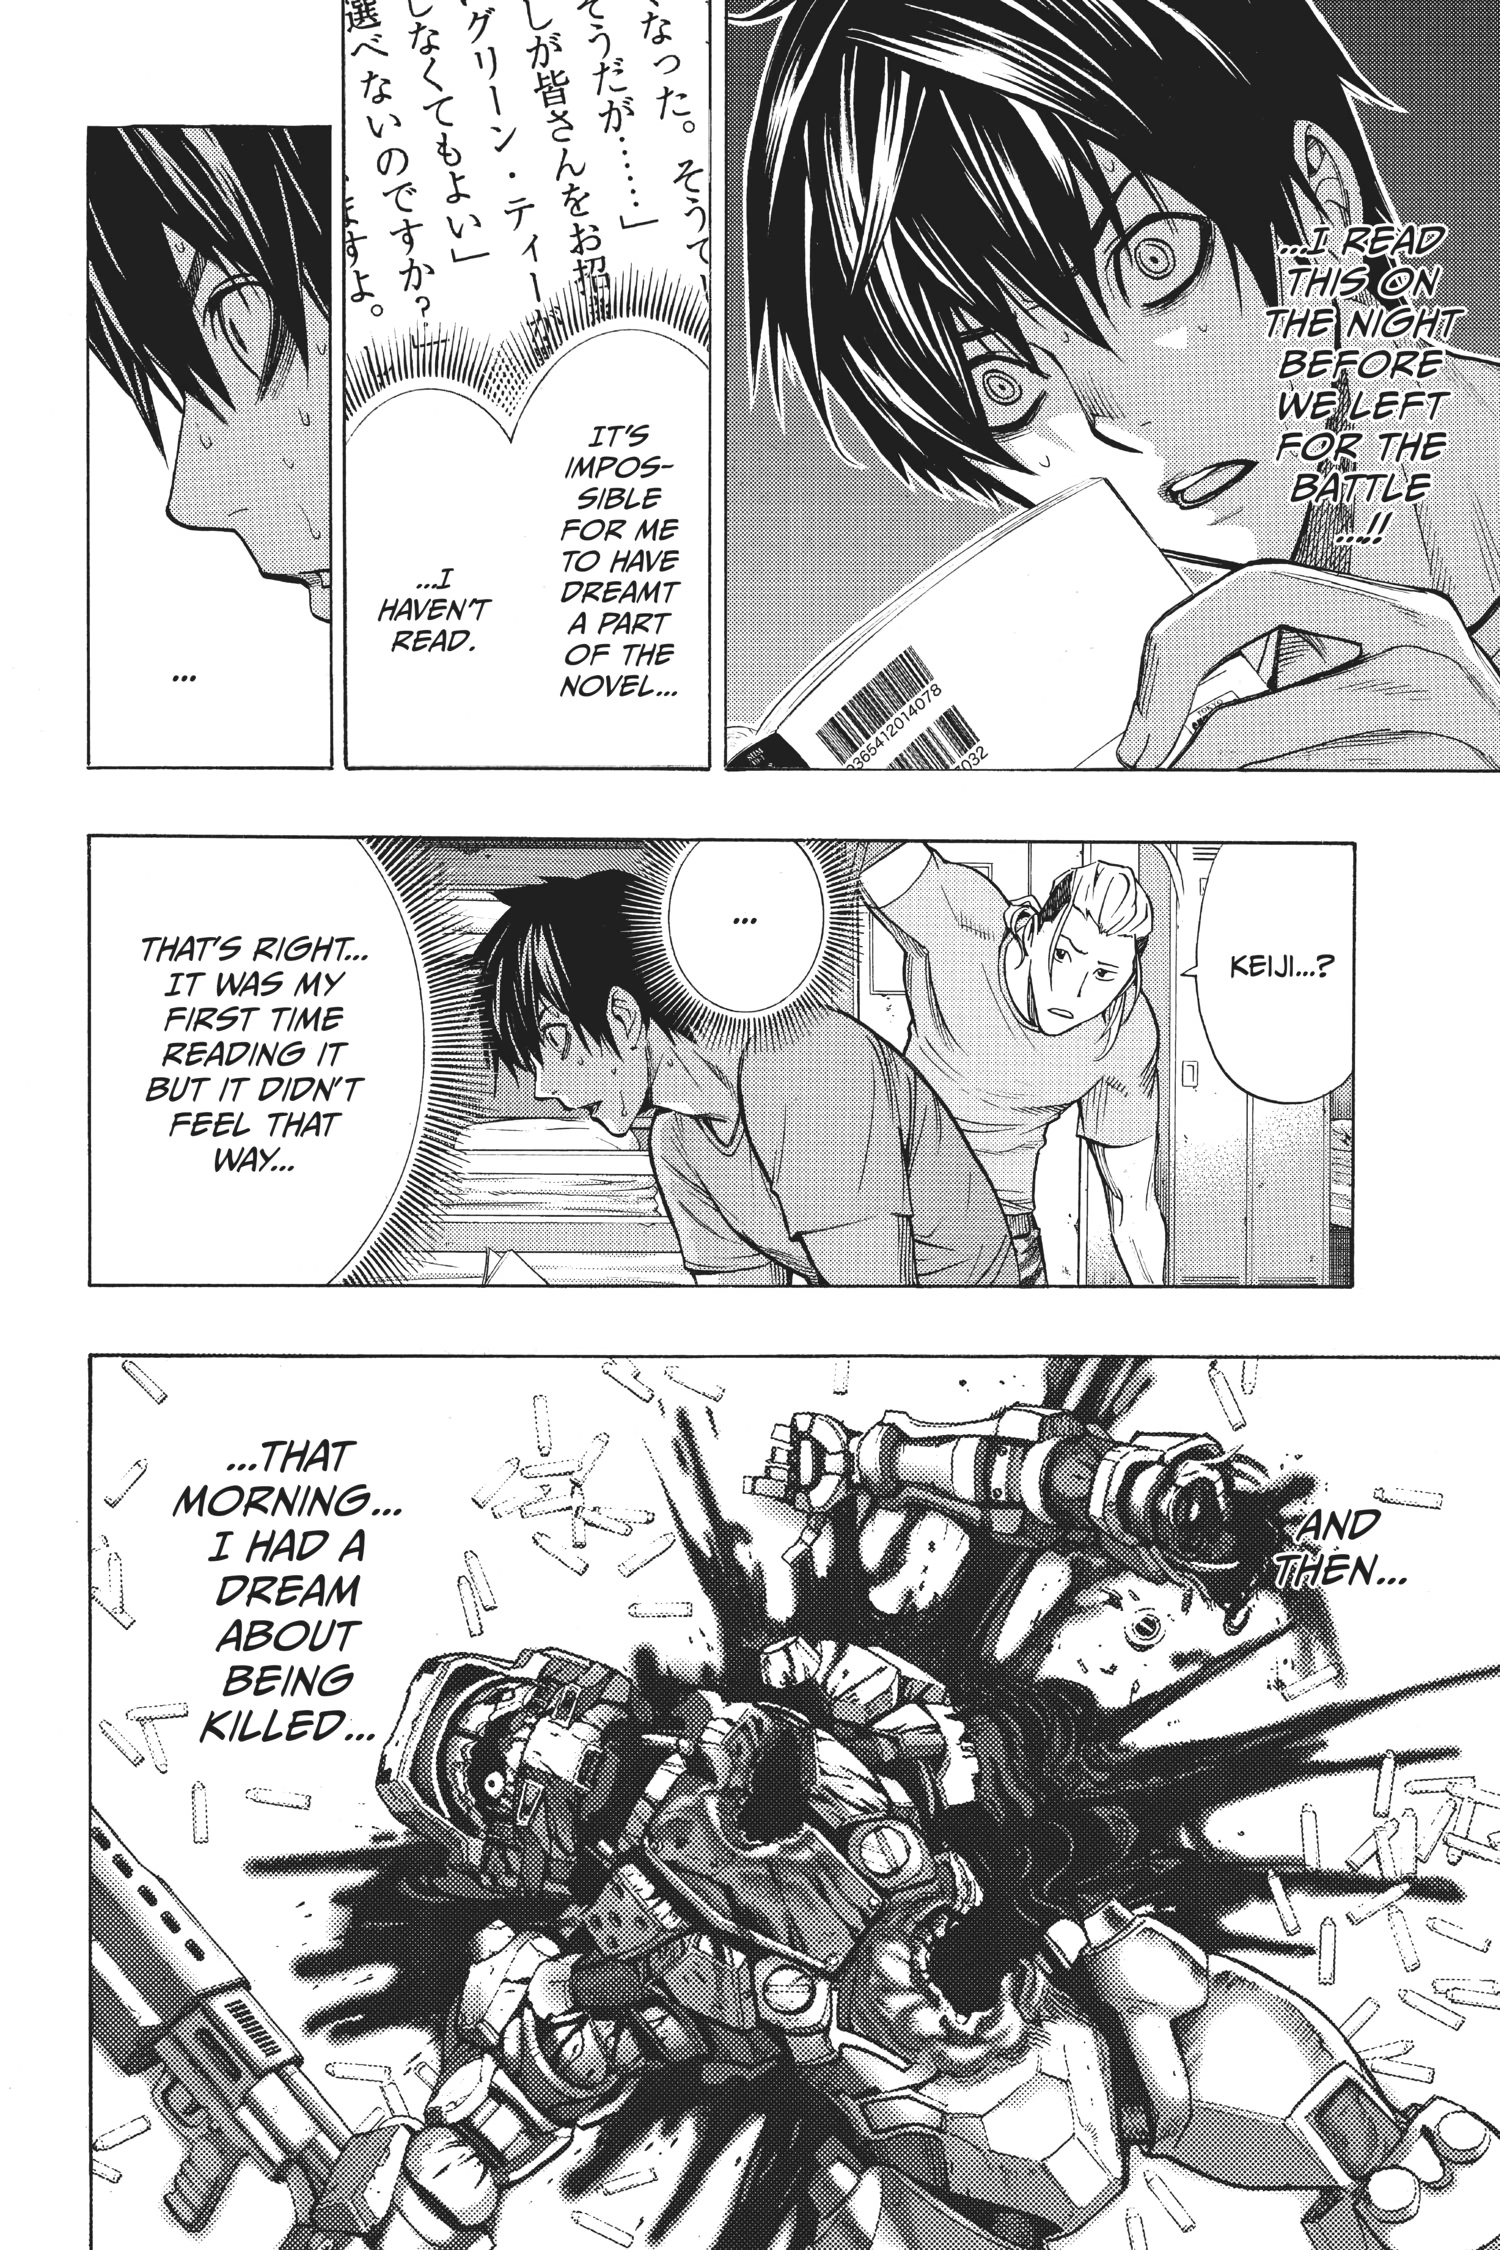 ...I READ
THIS ON
THE NIGHT
BEFORE
WE LEFT
FOR THE
BATTLE
...!!
9365412014078
7032
TOKYO
くなった。そうで
そうだが……」
しが皆さんをお招
グリーン・ティーが
しなくてもよい」
選べないのですか？
ますよ。
IT'S
IMPOS-
SIBLE
FOR ME
TO HAVE
DREAMT
A PART
OF THE
NOVEL...
...I
HAVEN'T
READ.
...
KEIJI...?
...
THAT'S RIGHT...
IT WAS MY
FIRST TIME
READING IT
BUT IT DIDN'T
FEEL THAT
WAY...
AND
THEN...
...THAT
MORNING...
I HAD A
DREAM
ABOUT
BEING
KILLED...